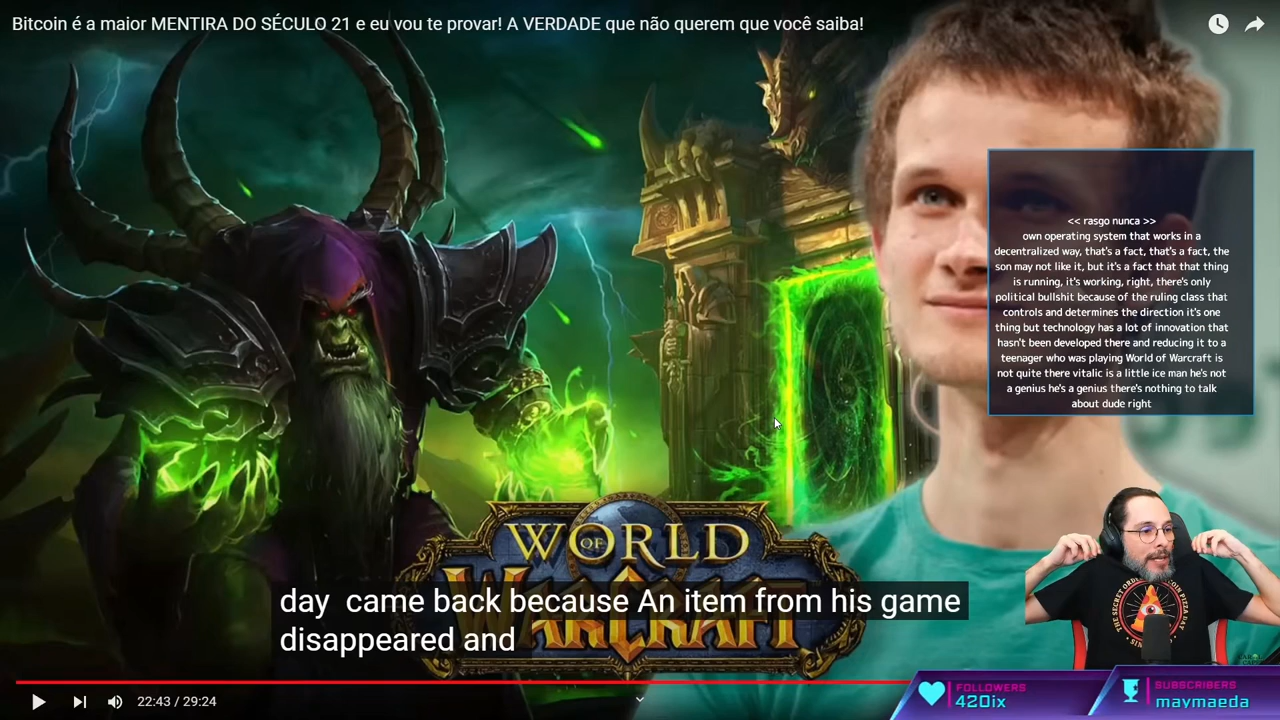 Bitcoin é a maior MENTIRA DO SÉCULO 21 e eu vou te provar! A VERDADE que não querem que você saiba!
<< rasgo nunca >>
own operating system that works in a
decentralized way, that's a fact, that's a fact, the
son may not like it, but it's a fact that that thing
is running, it's working, right, there's only
political bullshit because of the ruling class that
controls and determines the direction it's one
thing but technology has a lot of innovation that
hasn't been developed there and reducing it to a
teenager who was playing World of Warcraft is
not quite there vitalic is a little ice man he's not
a genius he's a genius there's nothing to talk
about dude right
WORLD
OF
WARCRAFT
day  came back because An item from his game
disappeared and
THE SECRET ORD
PIZZA DAY
22:43 / 29:24
FOLLOWERS
420ix
SUBSCRIBERS
maymaeda